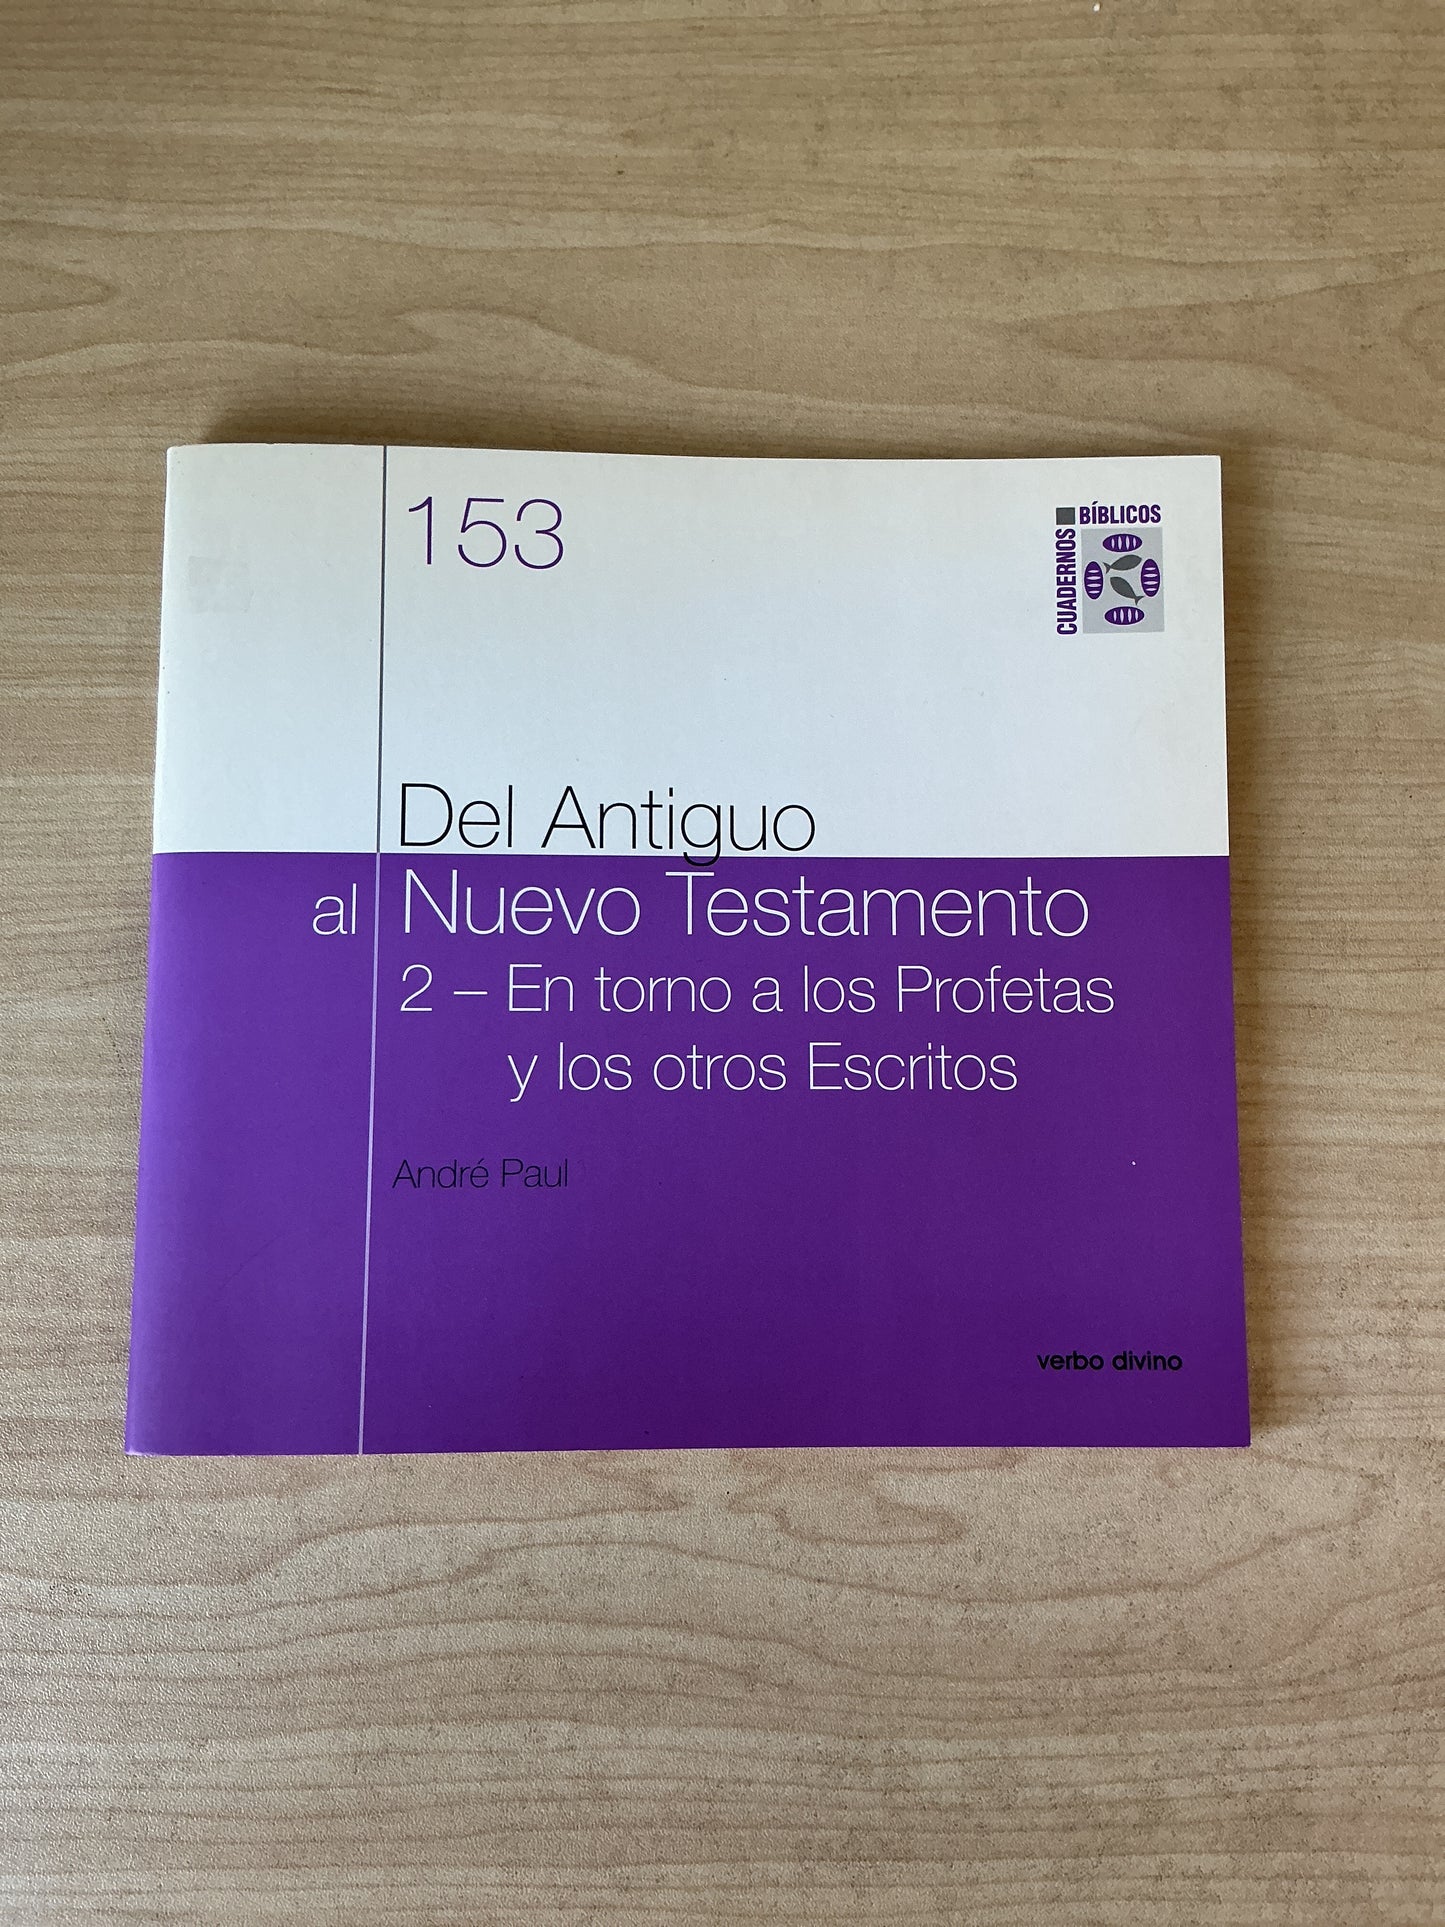 153
CUADERNOS
BÍBLICOS
Del Antiguo
al Nuevo Testamento
2 – En torno a los Profetas
y los otros Escritos
André Paul
verbo divino